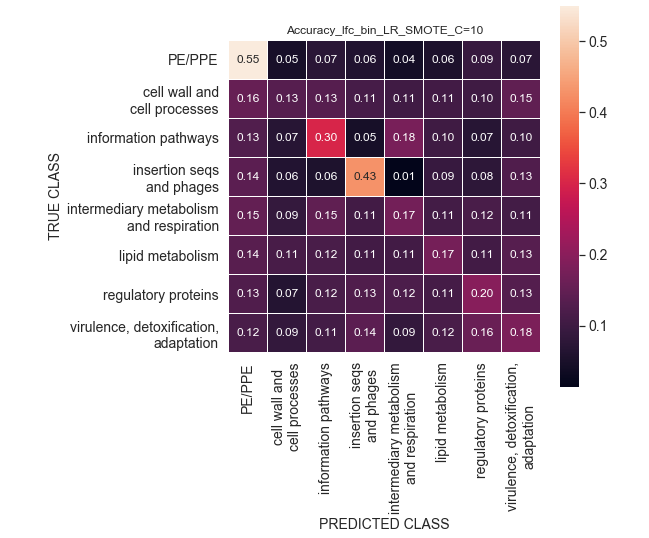 Accuracy_lfc_bin_LR_SMOTE_C=10
TRUE CLASS
PE/PPE 0.55 0.05 0.07 0.06 0.04 0.06 0.09 0.07
cell wall and
cell processes 0.16 0.13 0.13 0.11 0.11 0.11 0.10 0.15
information pathways 0.13 0.07 0.30 0.05 0.18 0.10 0.07 0.10
insertion seqs
and phages 0.14 0.06 0.06 0.43 0.01 0.09 0.08 0.13
intermediary metabolism
and respiration 0.15 0.09 0.15 0.11 0.17 0.11 0.12 0.11
lipid metabolism 0.14 0.11 0.12 0.11 0.11 0.17 0.11 0.13
regulatory proteins 0.13 0.07 0.12 0.13 0.12 0.11 0.20 0.13
virulence, detoxification,
adaptation 0.12 0.09 0.11 0.14 0.09 0.12 0.16 0.18
PE/PPE
cell wall and
cell processes
information pathways
insertion seqs
and phages
intermediary metabolism
and respiration
lipid metabolism
regulatory proteins
virulence, detoxification,
adaptation
PREDICTED CLASS
0.5
0.4
0.3
0.2
0.1